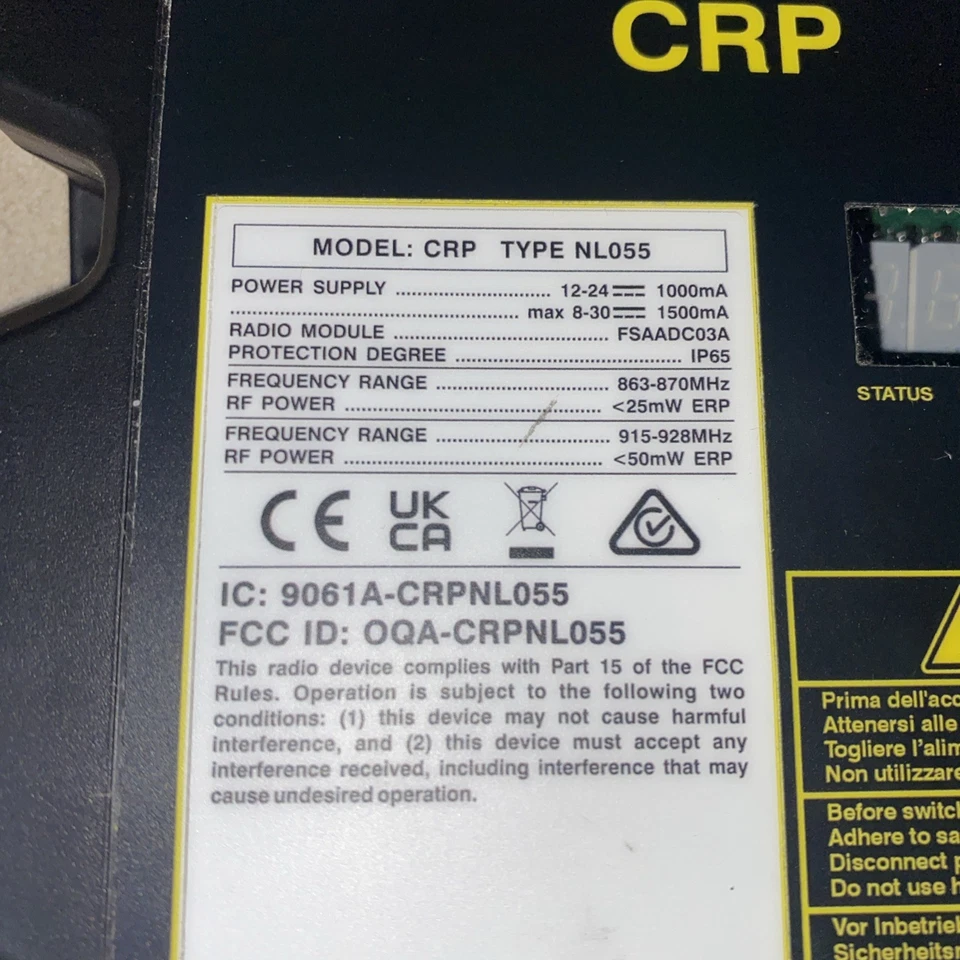 CRP
MODEL: CRP TYPE NL055
POWER SUPPLY ........................ 12-24⎓ 1000mA
............................................ max 8-30⎓ 1500mA
RADIO MODULE ................................ FSAADC03A
PROTECTION DEGREE .................................. IP65
FREQUENCY RANGE ......................... 863-870MHz
RF POWER ...................................... <25mW ERP
FREQUENCY RANGE ......................... 915-928MHz
RF POWER ...................................... <50mW ERP
STATUS
CE UK
CA
IC: 9061A-CRPNL055
FCC ID: OQA-CRPNL055
This radio device complies with Part 15 of the FCC
Rules. Operation is subject to the following two
conditions: (1) this device may not cause harmful
interference, and (2) this device must accept any
interference received, including interference that may
cause undesired operation.
Prima dell'acc
Attenersi alle
Togliere l'alim
Non utilizzare
Before switch
Adhere to sa
Disconnect p
Do not use h
Vor Inbetrieb
Sicherheitsm